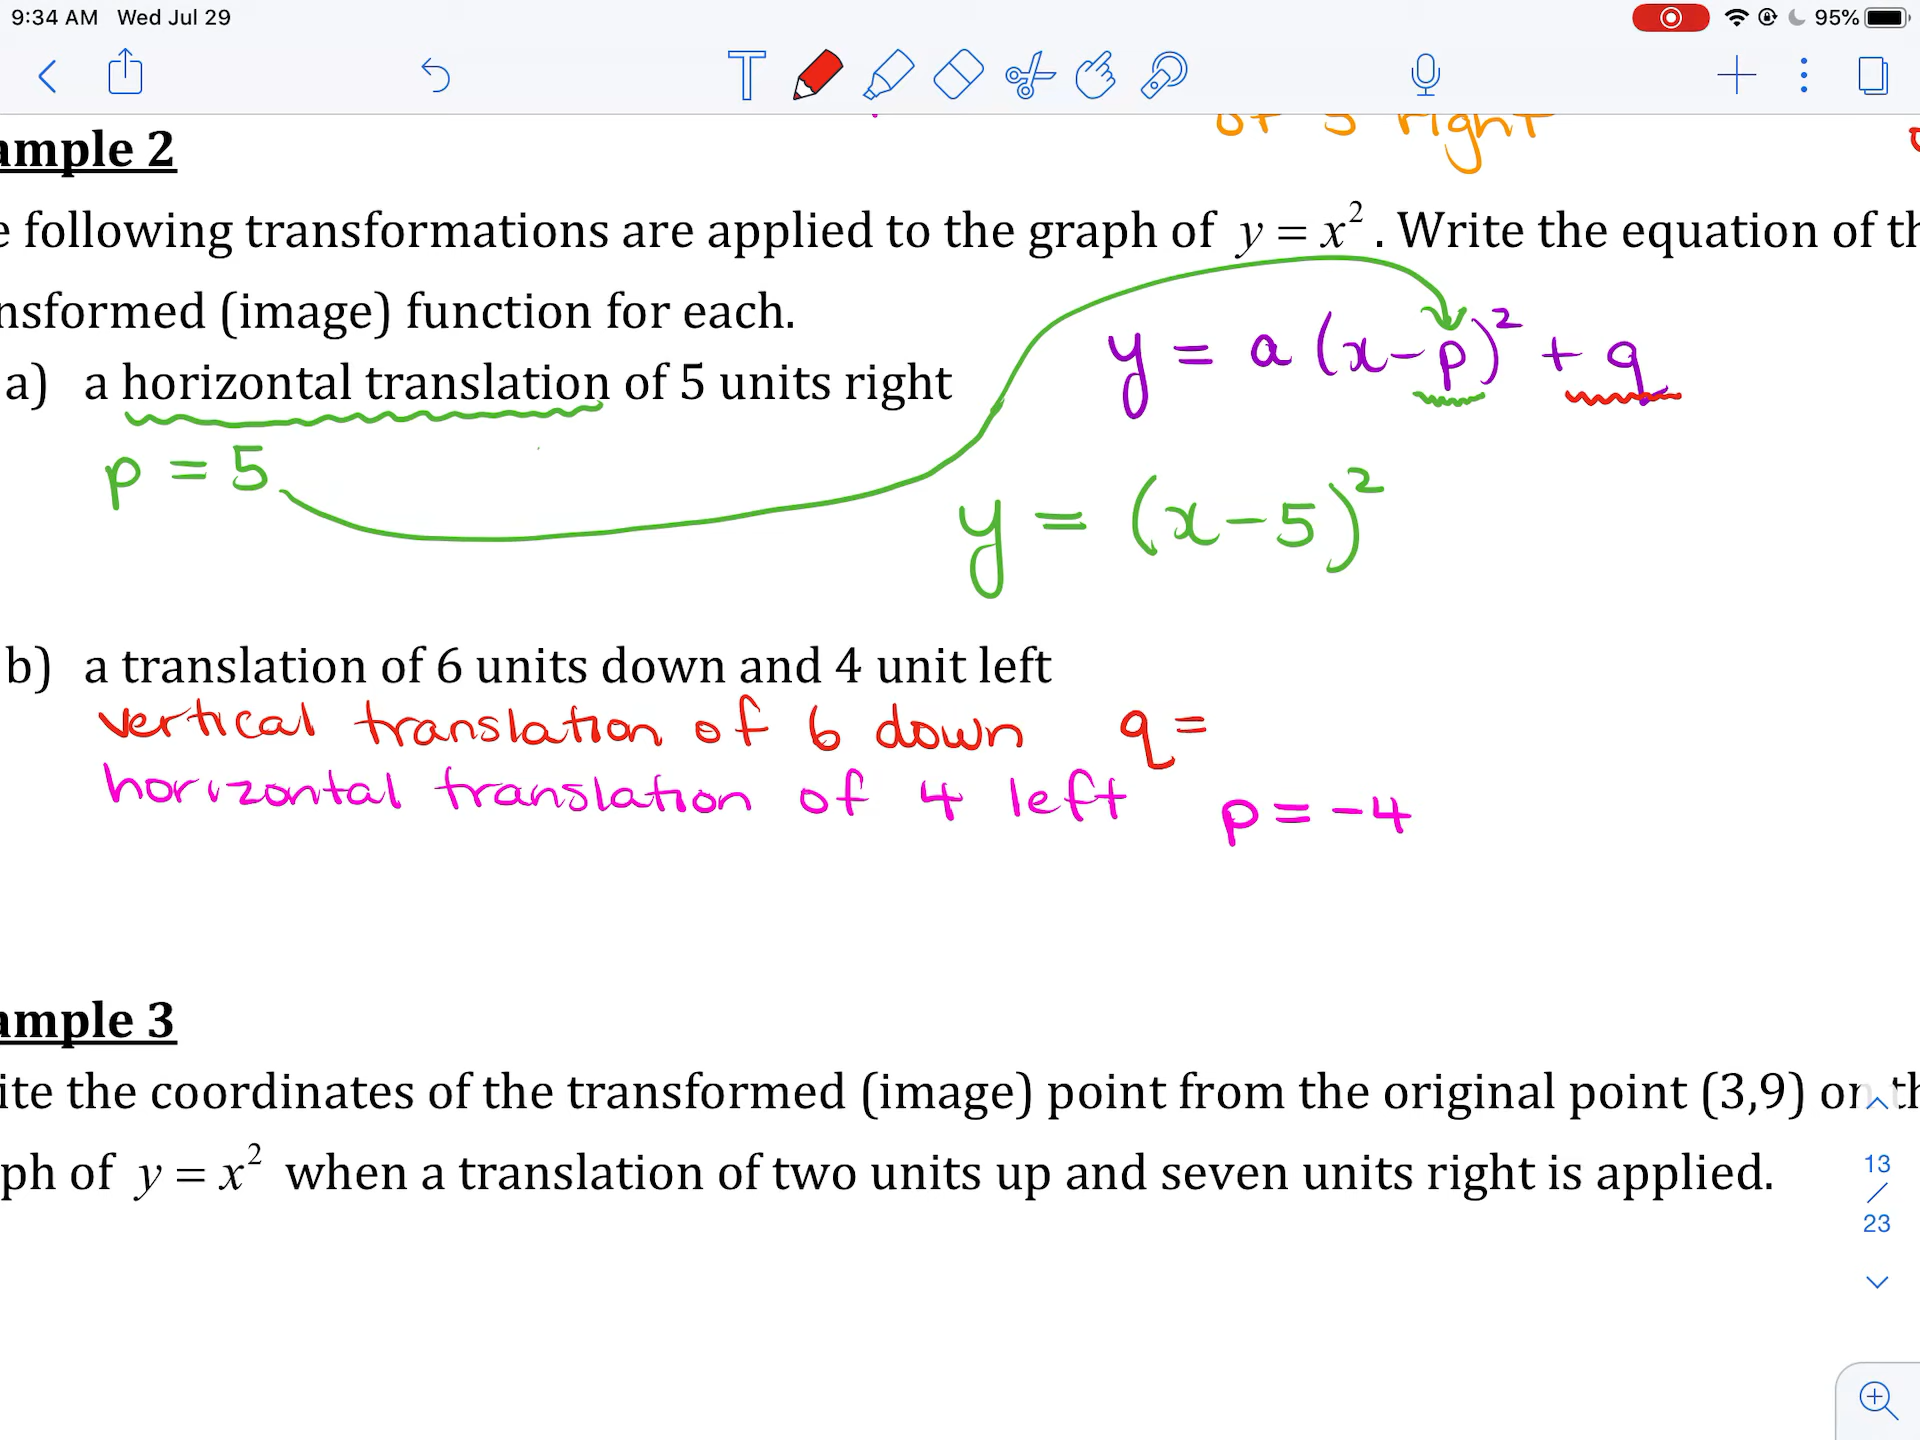 9:34 AM Wed Jul 29
95%
T
of 5 right
ample 2
e following transformations are applied to the graph of y = x². Write the equation of th
nsformed (image) function for each.
y = a(x-p)² + q
a) a horizontal translation of 5 units right
p = 5
y = (x-5)²
b) a translation of 6 units down and 4 unit left
vertical translation of 6 down q =
horizontal translation of 4 left p = -4
ample 3
ite the coordinates of the transformed (image) point from the original point (3,9) on th
ph of y = x² when a translation of two units up and seven units right is applied.
13
/
23